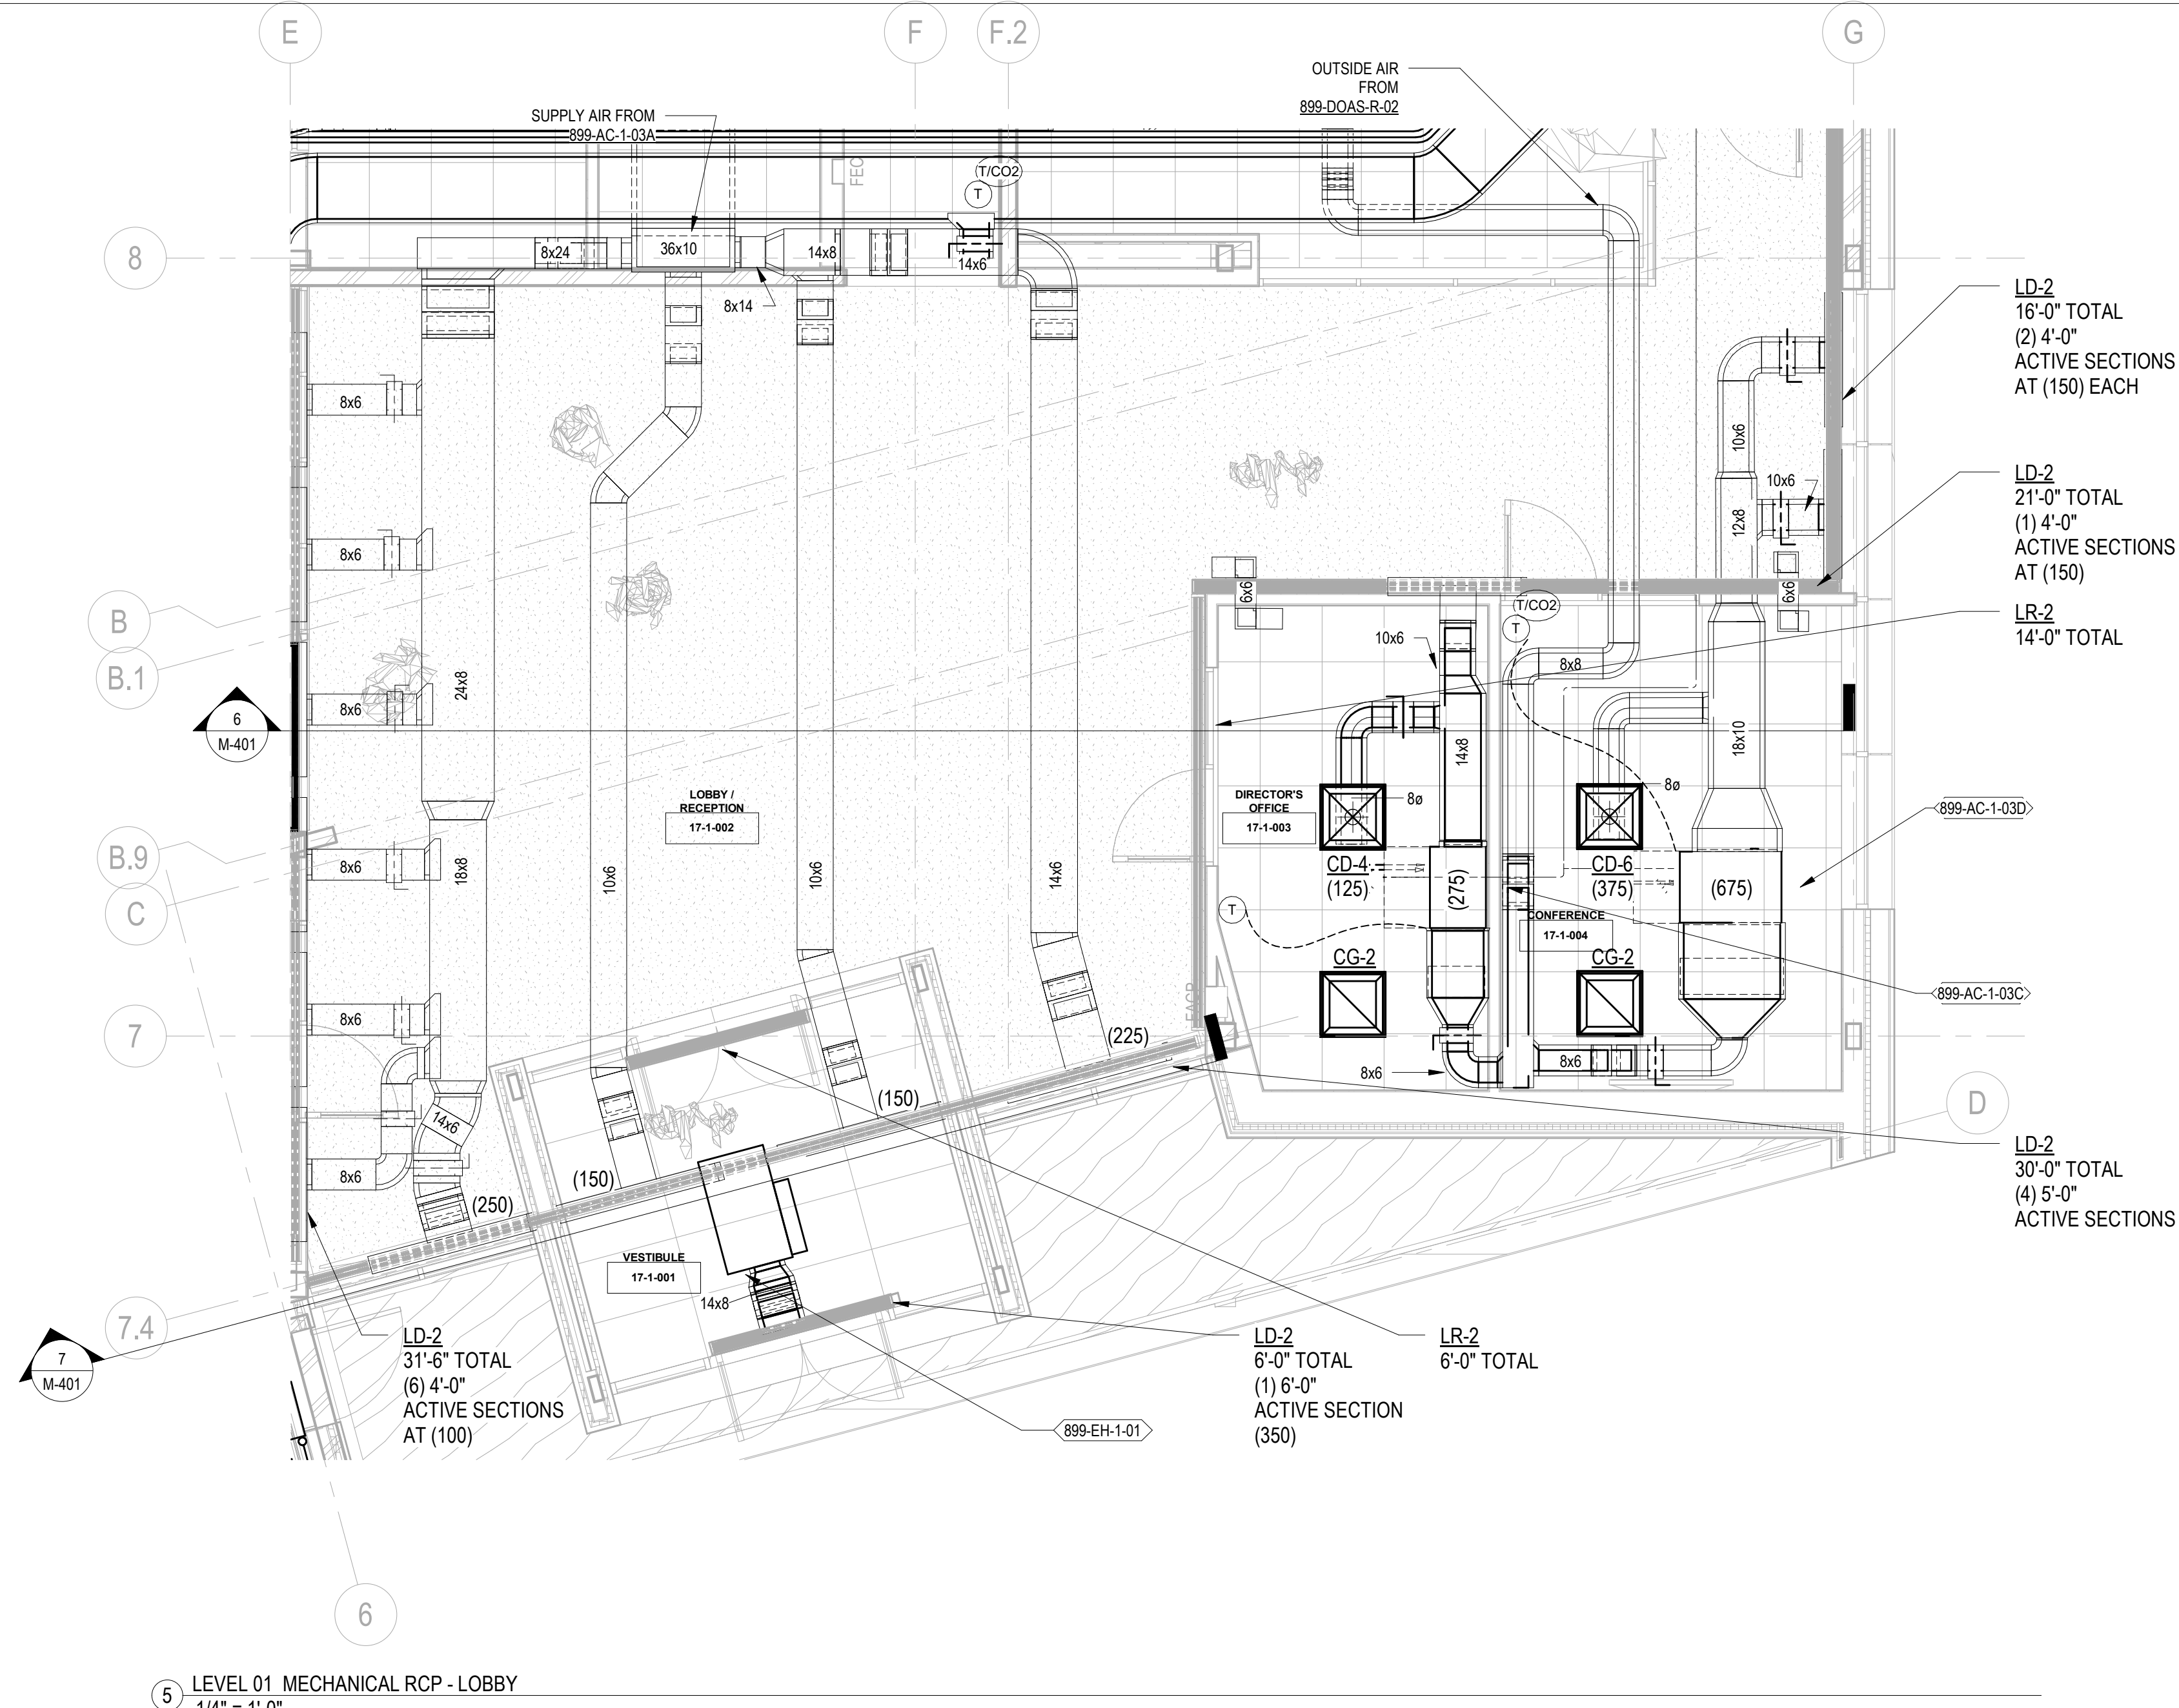 E
F
F.2
G
OUTSIDE AIR
FROM
899-DOAS-R-02
SUPPLY AIR FROM
899-AC-1-03A
FEC
T/CO2
T
8
8x24
36x10
14x8
14x6
8x14
LD-2
16'-0" TOTAL
(2) 4'-0"
ACTIVE SECTIONS
AT (150) EACH
8x6
10x6
LD-2
21'-0" TOTAL
(1) 4'-0"
ACTIVE SECTIONS
AT (150)
10x6
12x8
8x6
6x6
6x6
B
T/CO2
T
LR-2
14'-0" TOTAL
10x6
8x8
B.1
24x8
8x6
6
M-401
14x8
18x10
LOBBY /
RECEPTION
17-1-002
DIRECTOR'S
OFFICE
17-1-003
8ø
8ø
899-AC-1-03D
B.9
8x6
18x8
10x6
10x6
14x6
CD-4
(125)
(275)
CD-6
(375)
(675)
C
T
CONFERENCE
17-1-004
CG-2
CG-2
899-AC-1-03C
FACP
8x6
7
(225)
8x6
8x6
(150)
D
14x6
LD-2
30'-0" TOTAL
(4) 5'-0"
ACTIVE SECTIONS
8x6
(150)
(250)
VESTIBULE
17-1-001
14x8
7.4
7
M-401
LD-2
31'-6" TOTAL
(6) 4'-0"
ACTIVE SECTIONS
AT (100)
LD-2
6'-0" TOTAL
(1) 6'-0"
ACTIVE SECTION
(350)
LR-2
6'-0" TOTAL
899-EH-1-01
6
5
LEVEL 01 MECHANICAL RCP - LOBBY
1/4" = 1'-0"